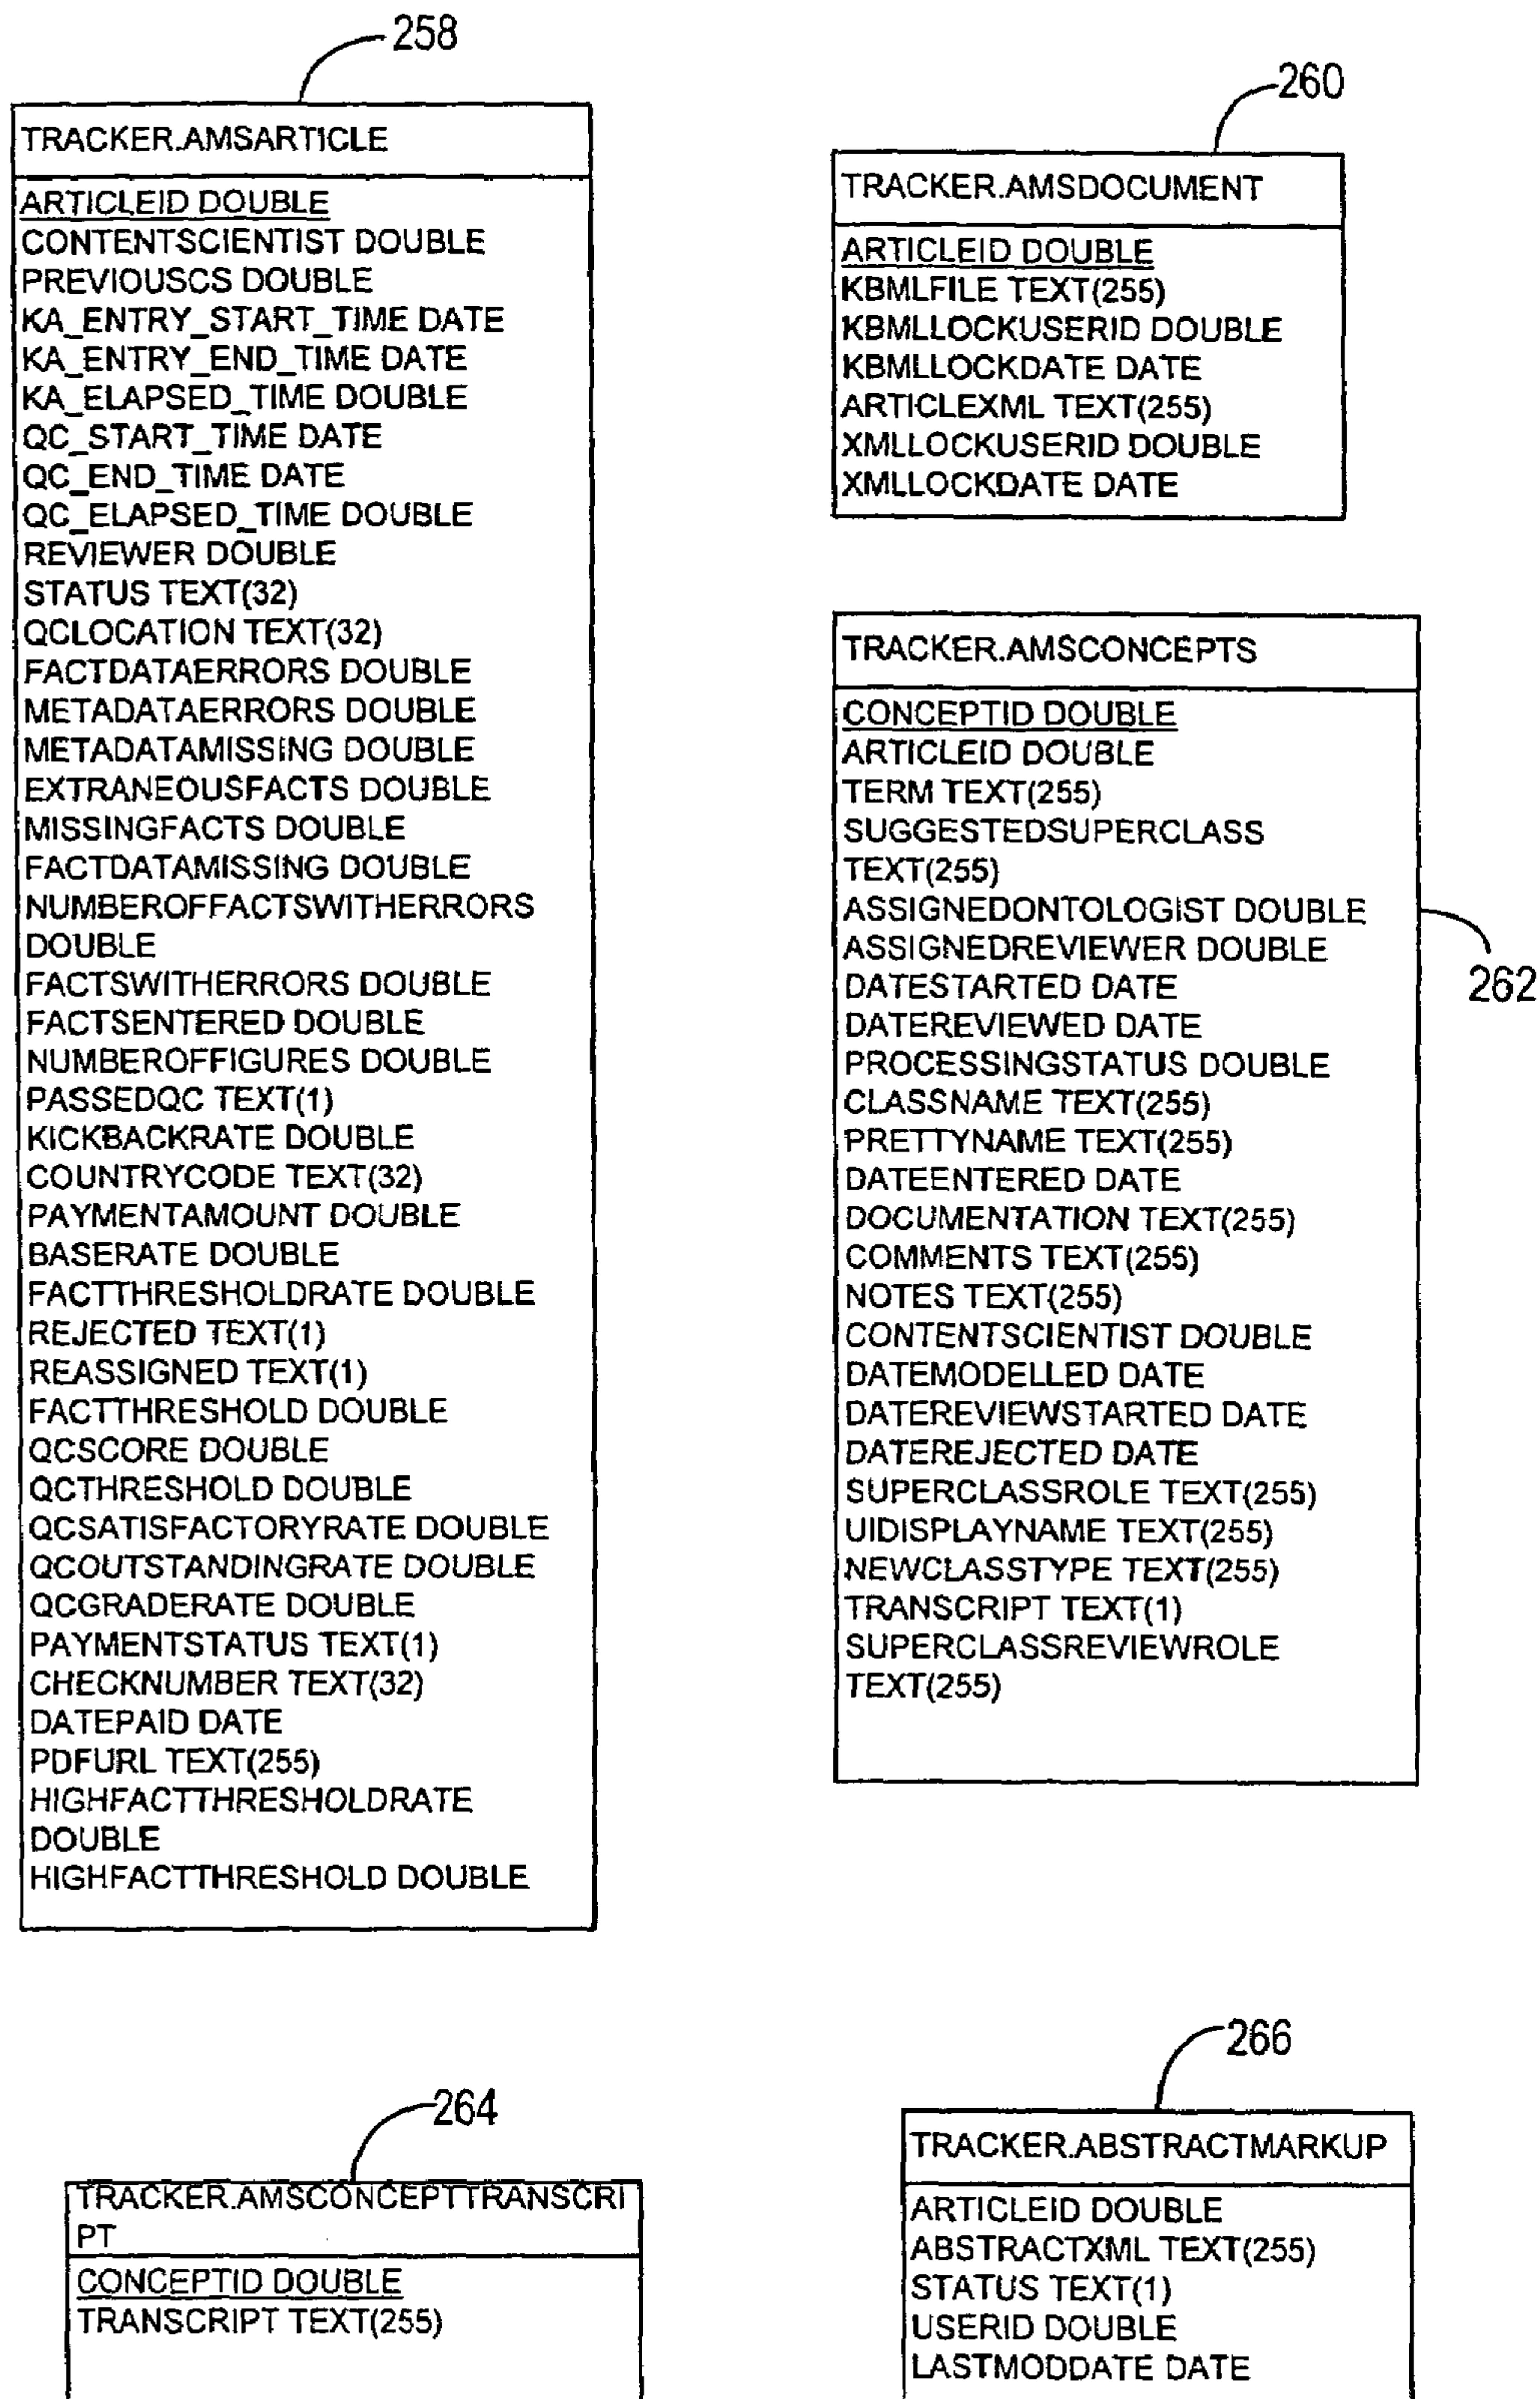 258
TRACKER.AMSARTICLE
ARTICLEID DOUBLE
CONTENTSCIENTIST DOUBLE
PREVIOUSCS DOUBLE
KA_ENTRY_START_TIME DATE
KA_ENTRY_END_TIME DATE
KA_ELAPSED_TIME DOUBLE
QC_START_TIME DATE
QC_END_TIME DATE
QC_ELAPSED_TIME DOUBLE
REVIEWER DOUBLE
STATUS TEXT(32)
QCLOCATION TEXT(32)
FACTDATAERRORS DOUBLE
METADATAERRORS DOUBLE
METADATAMISSING DOUBLE
EXTRANEOUSFACTS DOUBLE
MISSINGFACTS DOUBLE
FACTDATAMISSING DOUBLE
NUMBEROFFACTSWITHERRORS
DOUBLE
FACTSWITHERRORS DOUBLE
FACTSENTERED DOUBLE
NUMBEROFFIGURES DOUBLE
PASSEDQC TEXT(1)
KICKBACKRATE DOUBLE
COUNTRYCODE TEXT(32)
PAYMENTAMOUNT DOUBLE
BASERATE DOUBLE
FACTTHRESHOLDRATE DOUBLE
REJECTED TEXT(1)
REASSIGNED TEXT(1)
FACTTHRESHOLD DOUBLE
QCSCORE DOUBLE
QCTHRESHOLD DOUBLE
QCSATISFACTORYRATE DOUBLE
QCOUTSTANDINGRATE DOUBLE
QCGRADERATE DOUBLE
PAYMENTSTATUS TEXT(1)
CHECKNUMBER TEXT(32)
DATEPAID DATE
PDFURL TEXT(255)
HIGHFACTTHRESHOLDRATE
DOUBLE
HIGHFACTTHRESHOLD DOUBLE
260
TRACKER.AMSDOCUMENT
ARTICLEID DOUBLE
KBMLFILE TEXT(255)
KBMLLOCKUSERID DOUBLE
KBMLLOCKDATE DATE
ARTICLEXML TEXT(255)
XMLLOCKUSERID DOUBLE
XMLLOCKDATE DATE
TRACKER.AMSCONCEPTS
CONCEPTID DOUBLE
ARTICLEID DOUBLE
TERM TEXT(255)
SUGGESTEDSUPERCLASS
TEXT(255)
ASSIGNEDONTOLOGIST DOUBLE
ASSIGNEDREVIEWER DOUBLE
DATESTARTED DATE
DATEREVIEWED DATE
PROCESSINGSTATUS DOUBLE
CLASSNAME TEXT(255)
PRETTYNAME TEXT(255)
DATEENTERED DATE
DOCUMENTATION TEXT(255)
COMMENTS TEXT(255)
NOTES TEXT(255)
CONTENTSCIENTIST DOUBLE
DATEMODELLED DATE
DATEREVIEWSTARTED DATE
DATEREJECTED DATE
SUPERCLASSROLE TEXT(255)
UIDISPLAYNAME TEXT(255)
NEWCLASSTYPE TEXT(255)
TRANSCRIPT TEXT(1)
SUPERCLASSREVIEWROLE
TEXT(255)
262
264
TRACKER.AMSCONCEPTTRANSCRI
PT
CONCEPTID DOUBLE
TRANSCRIPT TEXT(255)
266
TRACKER.ABSTRACTMARKUP
ARTICLEID DOUBLE
ABSTRACTXML TEXT(255)
STATUS TEXT(1)
USERID DOUBLE
LASTMODDATE DATE